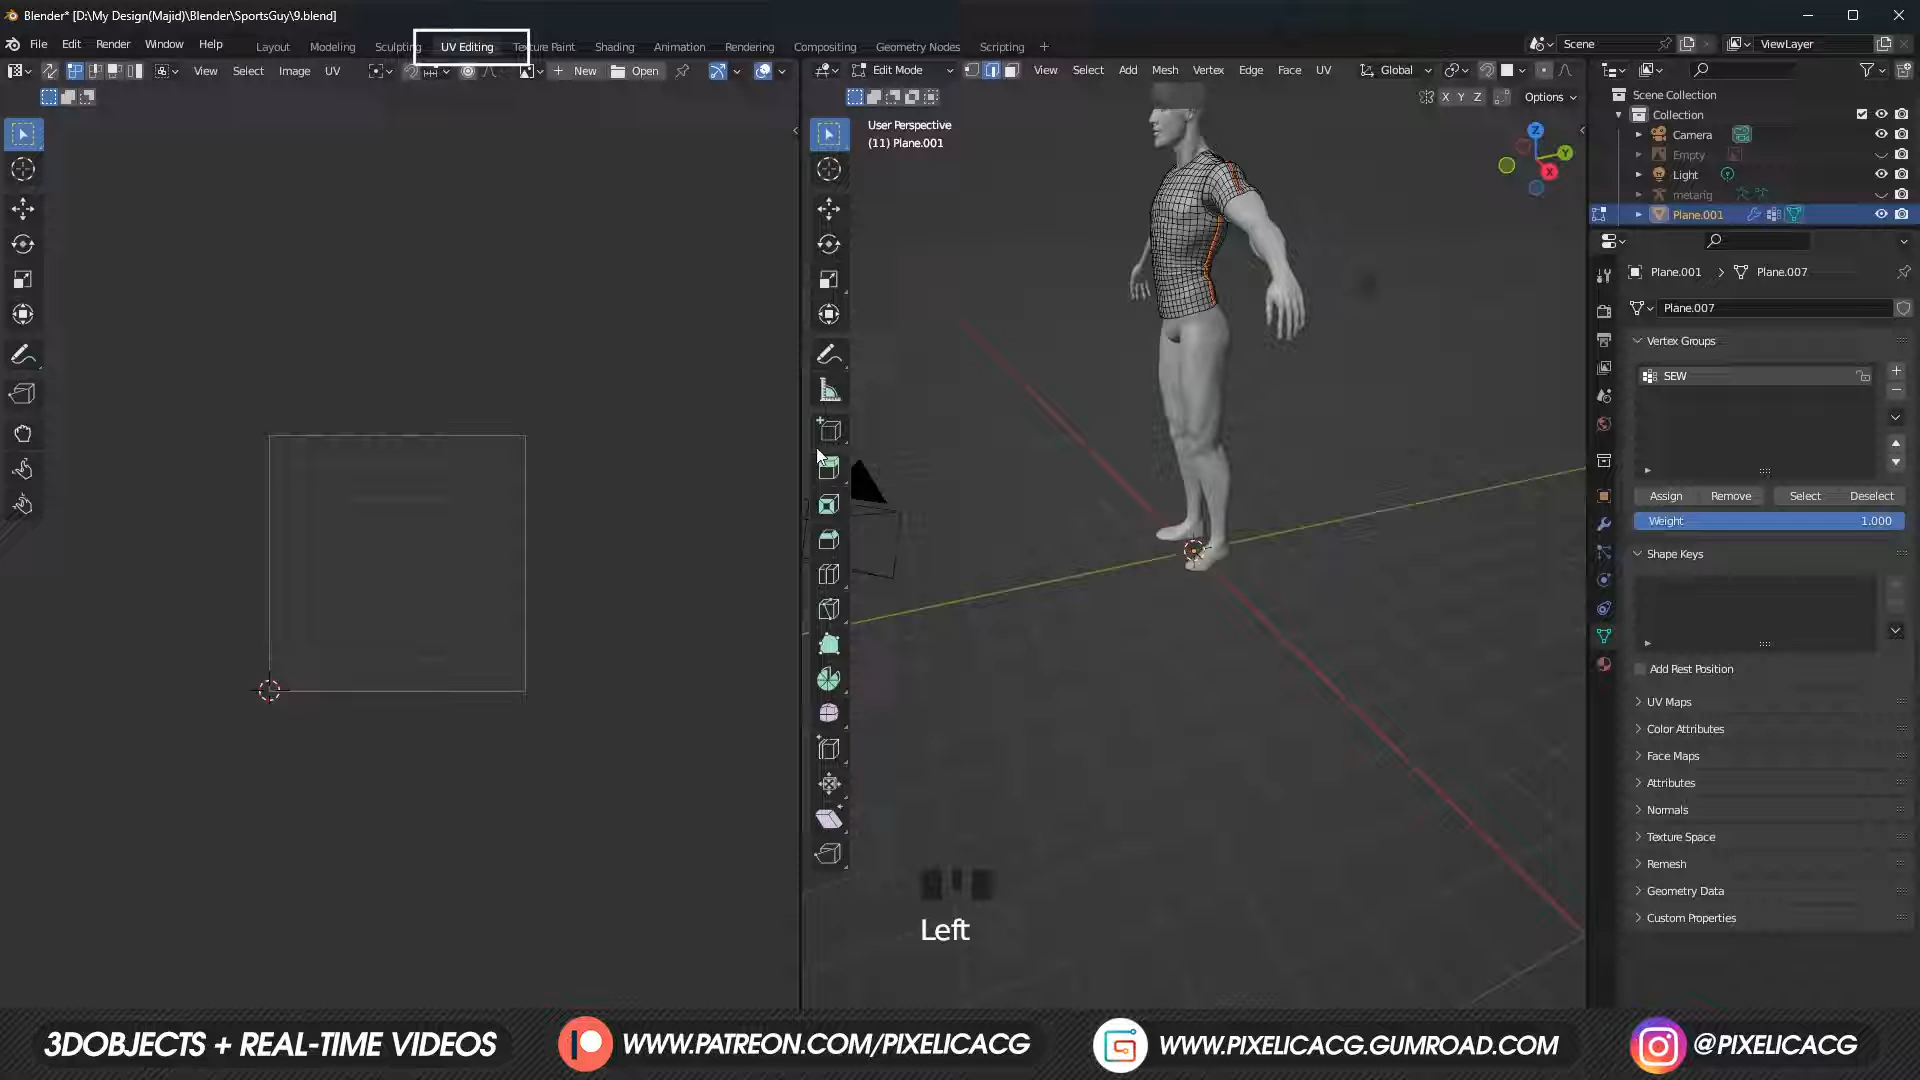 Blender* [D:\My Design(Majid)\Blender\SportsGuy\9.blend]
File Edit Render Window Help Layout Modeling Sculpting UV Editing Texture Paint Shading Animation Rendering Compositing Geometry Nodes Scripting + Scene ViewLayer
View Select Image UV New Open Edit Mode View Select Add Mesh Vertex Edge Face UV Global
X Y Z Options
User Perspective
(11) Plane.001
Z
Y
X
Scene Collection
Collection
Camera
Empty
Light
metarig
Plane.001
Plane.001 > Plane.007
Plane.007
Vertex Groups
SEW
Assign Remove Select Deselect
Weight 1.000
Shape Keys
Add Rest Position
UV Maps
Color Attributes
Face Maps
Attributes
Normals
Texture Space
Remesh
Geometry Data
Custom Properties
Left
3DOBJECTS + REAL-TIME VIDEOS WWW.PATREON.COM/PIXELICACG WWW.PIXELICACG.GUMROAD.COM @PIXELICACG